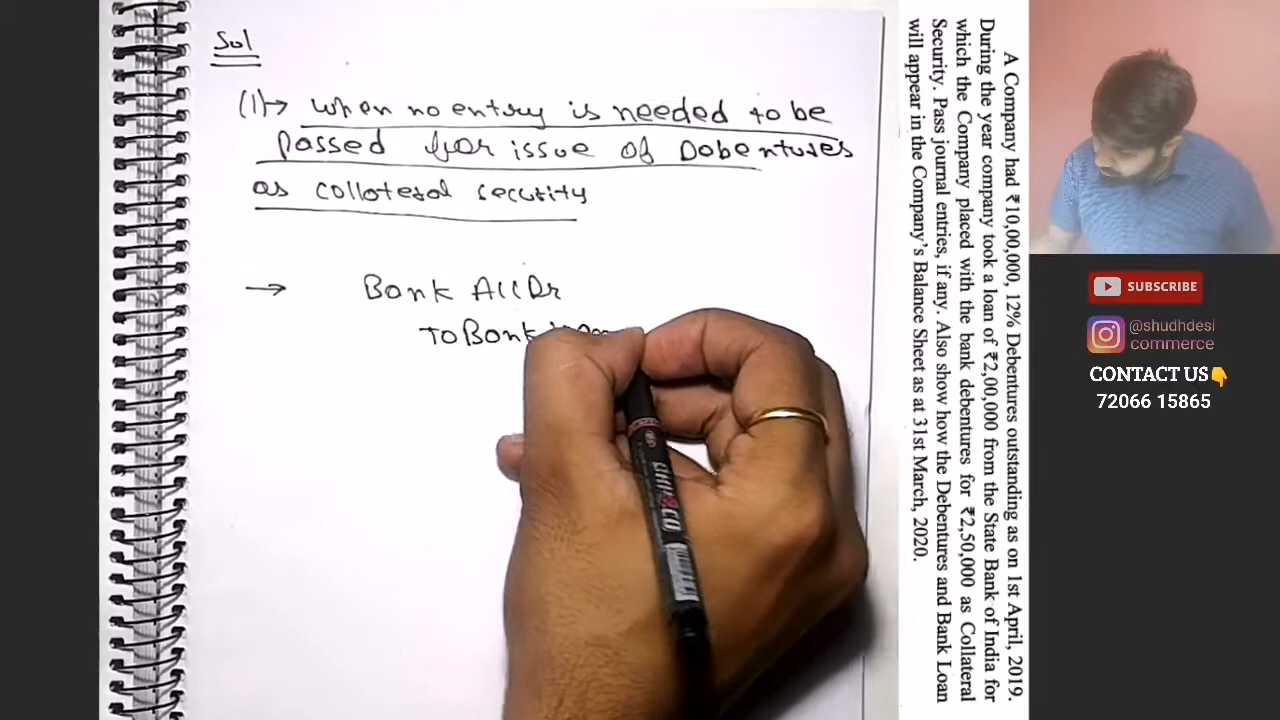 Sol
(1)→ when no entry is needed to be
passed for issue of Debentures
as collateral security
→ Bank A/c Dr
To Bank
A Company had ₹10,00,000, 12% Debentures outstanding as on 1st April, 2019.
During the year company took a loan of ₹2,00,000 from the State Bank of India for
which the Company placed with the bank debentures for ₹2,50,000 as Collateral
Security. Pass journal entries, if any. Also show how the Debentures and Bank Loan
will appear in the Company's Balance Sheet as at 31st March, 2020.
SUBSCRIBE
@shudhdesi
commerce
CONTACT US👇
72066 15865